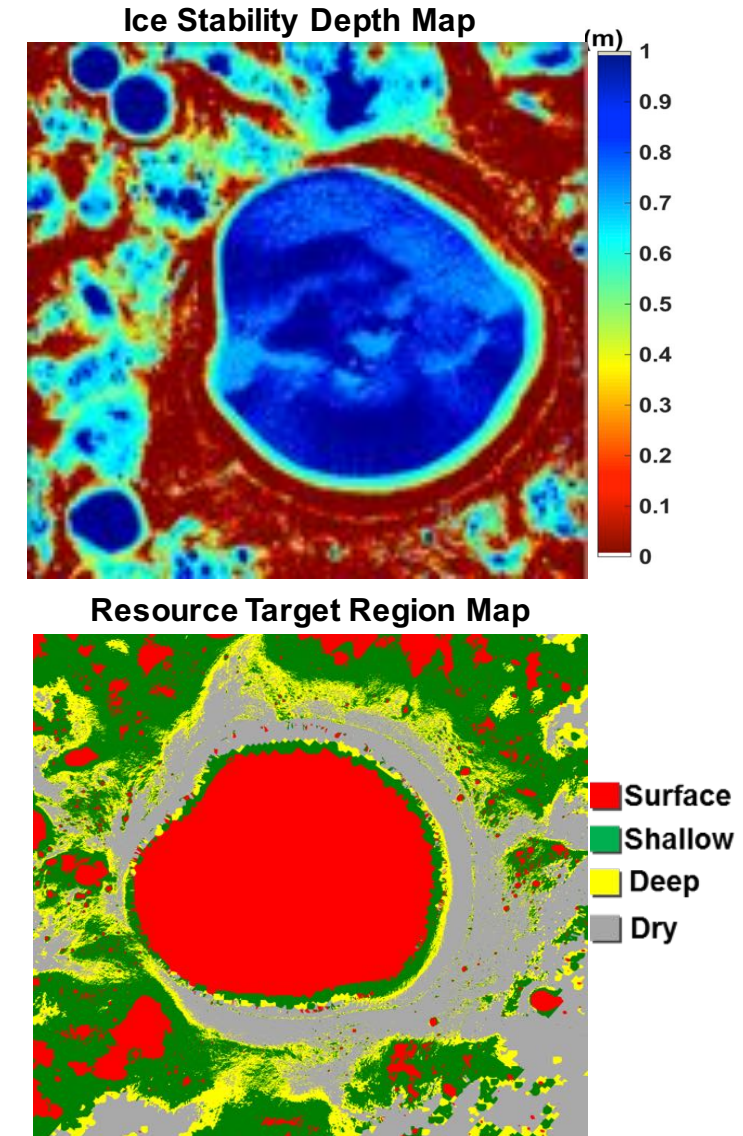 Ice Stability Depth Map
(m)
1
0.9
0.8
0.7
0.6
0.5
0.4
0.3
0.2
0.1
0
Resource Target Region Map
Surface
Shallow
Deep
Dry